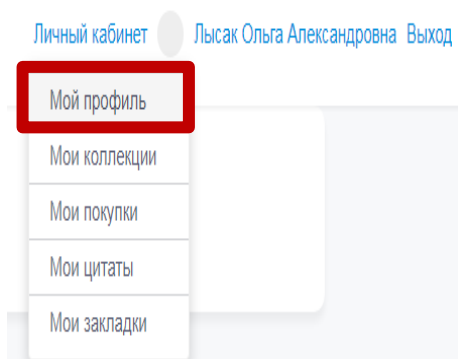 Личный кабинет Лысак Ольга Александровна Выход
Мой профиль
Мои коллекции
Мои покупки
Мои цитаты
Мои закладки